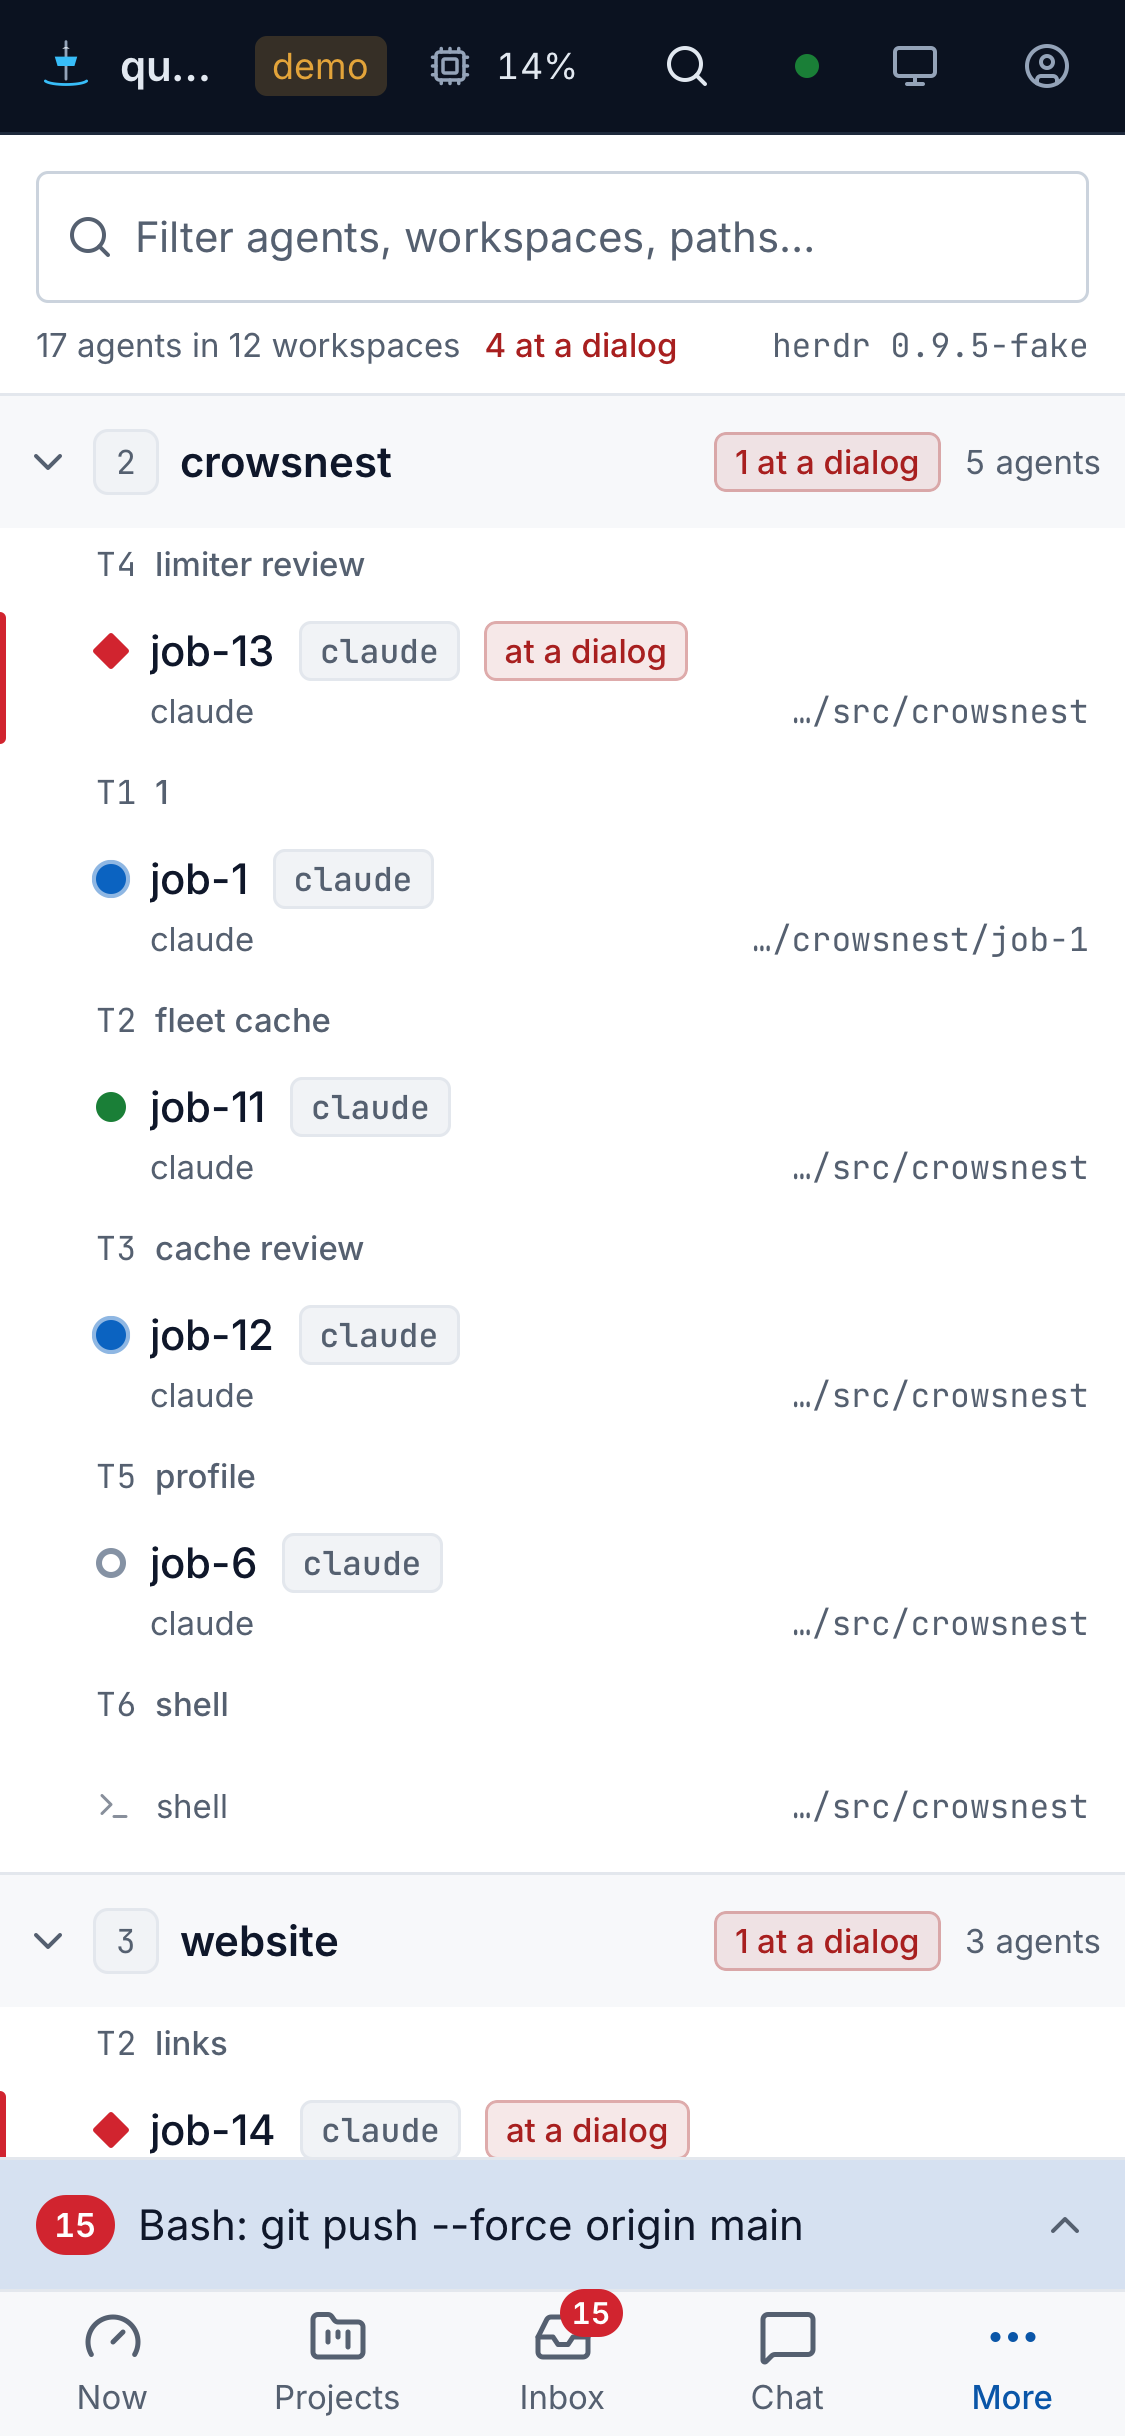 qu...
demo
14%
Filter agents, workspaces, paths...
17 agents in 12 workspaces 4 at a dialog herdr 0.9.5-fake
2 crowsnest 1 at a dialog 5 agents
T4 limiter review
job-13 claude at a dialog
claude …/src/crowsnest
T1 1
job-1 claude
claude …/crowsnest/job-1
T2 fleet cache
job-11 claude
claude …/src/crowsnest
T3 cache review
job-12 claude
claude …/src/crowsnest
T5 profile
job-6 claude
claude …/src/crowsnest
T6 shell
shell …/src/crowsnest
3 website 1 at a dialog 3 agents
T2 links
job-14 claude at a dialog
15 Bash: git push --force origin main
15
Now Projects Inbox Chat More